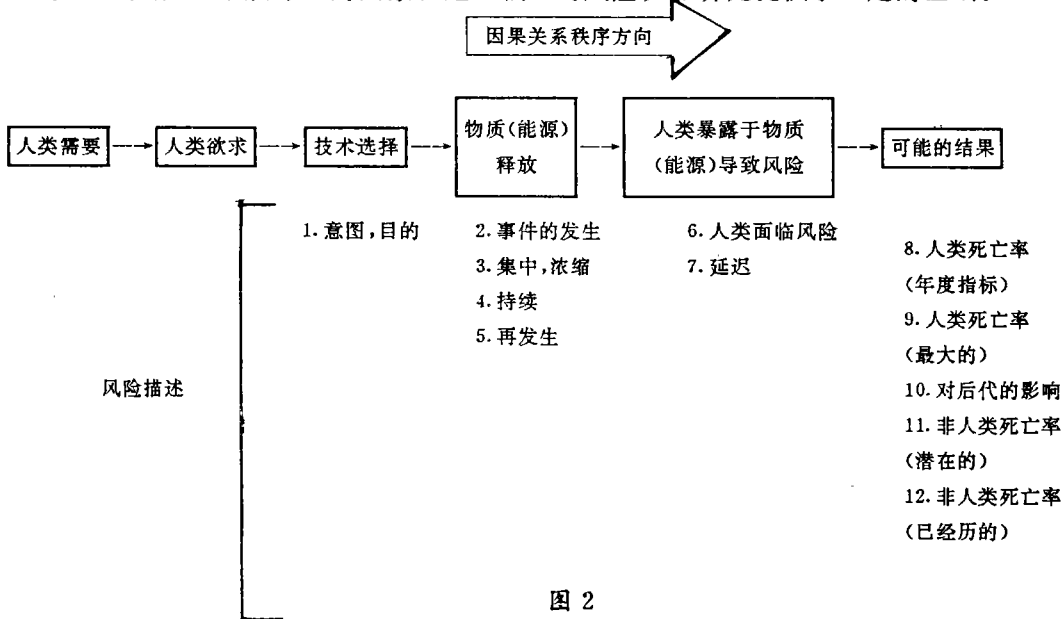 因果关系秩序方向
人类需要
人类欲求
技术选择
物质(能源)
释放
人类暴露于物质
(能源)导致风险
可能的结果
1.意图,目的
2.事件的发生
3.集中,浓缩
4.持续
5.再发生
6.人类面临风险
7.延迟
8.人类死亡率
(年度指标)
9.人类死亡率
(最大的)
10.对后代的影响
11.非人类死亡率
(潜在的)
12.非人类死亡率
(已经历的)
风险描述
图 2